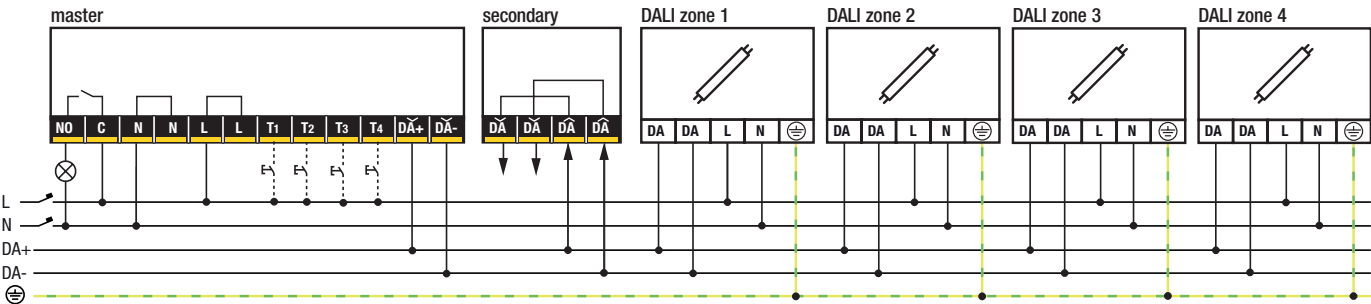 master secondary DALI zone 1 DALI zone 2 DALI zone 3 DALI zone 4
NO C N N L L T1 T2 T3 T4 DA+ DA- DA DA DA DA DA DA L N DA DA L N DA DA L N DA DA L N
L
N
DA+
DA-